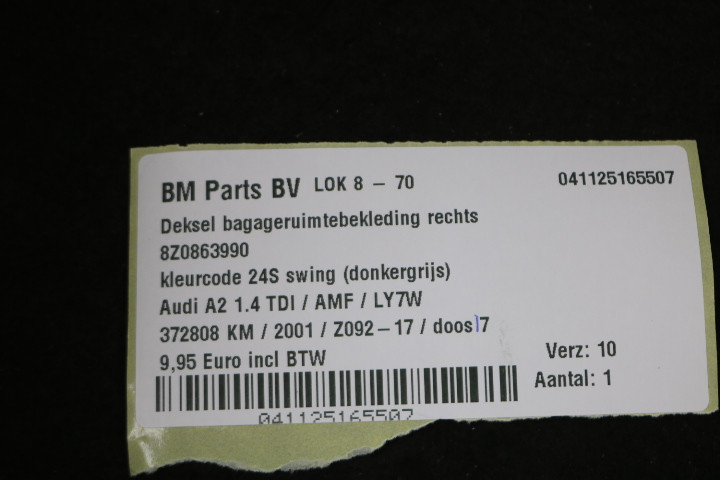 BM Parts BV LOK 8 - 70 041125165507
Deksel bagageruimtebekleding rechts
8Z0863990
kleurcode 24S swing (donkergrijs)
Audi A2 1.4 TDI / AMF / LY7W
372808 KM / 2001 / Z092-17 / doos 17
9,95 Euro incl BTW
Verz: 10
Aantal: 1
041125165507